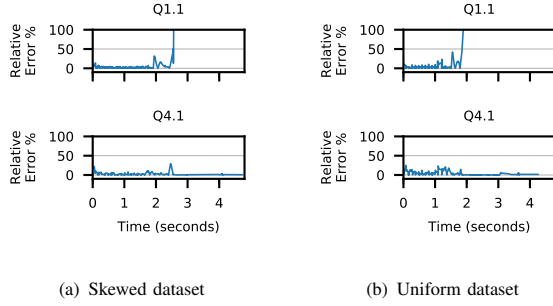 Q1.1
Relative
Error %
100
50
0
Q4.1
Relative
Error %
100
50
0
0 1 2 3 4
Time (seconds)
(a) Skewed dataset
Q1.1
Relative
Error %
100
50
0
Q4.1
Relative
Error %
100
50
0
0 1 2 3 4
Time (seconds)
(b) Uniform dataset